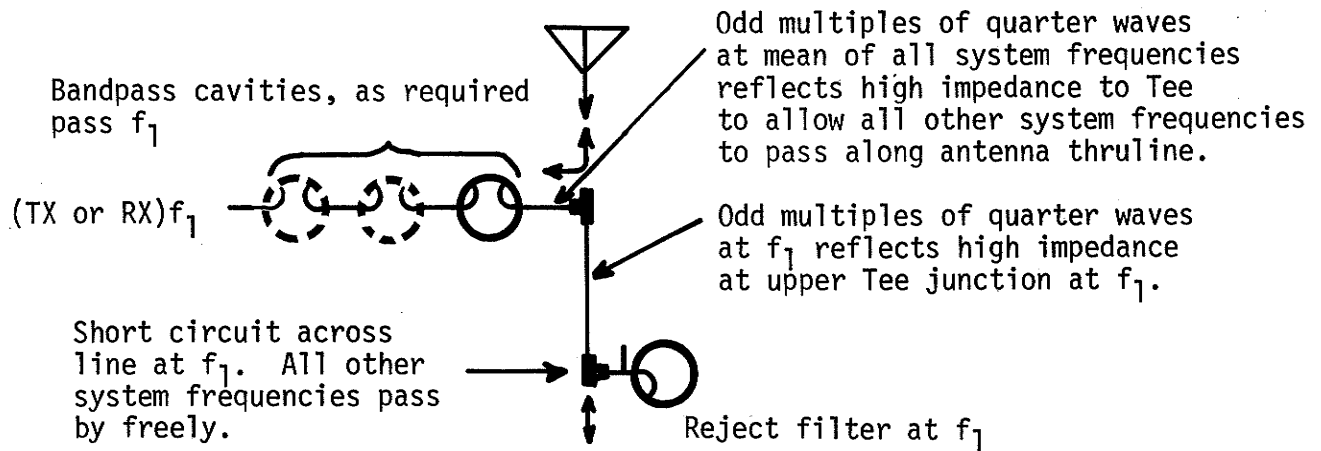 Odd multiples of quarter waves
at mean of all system frequencies
reflects high impedance to Tee
to allow all other system frequencies
to pass along antenna thruline.
Bandpass cavities, as required
pass f₁
(TX or RX)f₁
Odd multiples of quarter waves
at f₁ reflects high impedance
at upper Tee junction at f₁.
Short circuit across
line at f₁. All other
system frequencies pass
by freely.
Reject filter at f₁